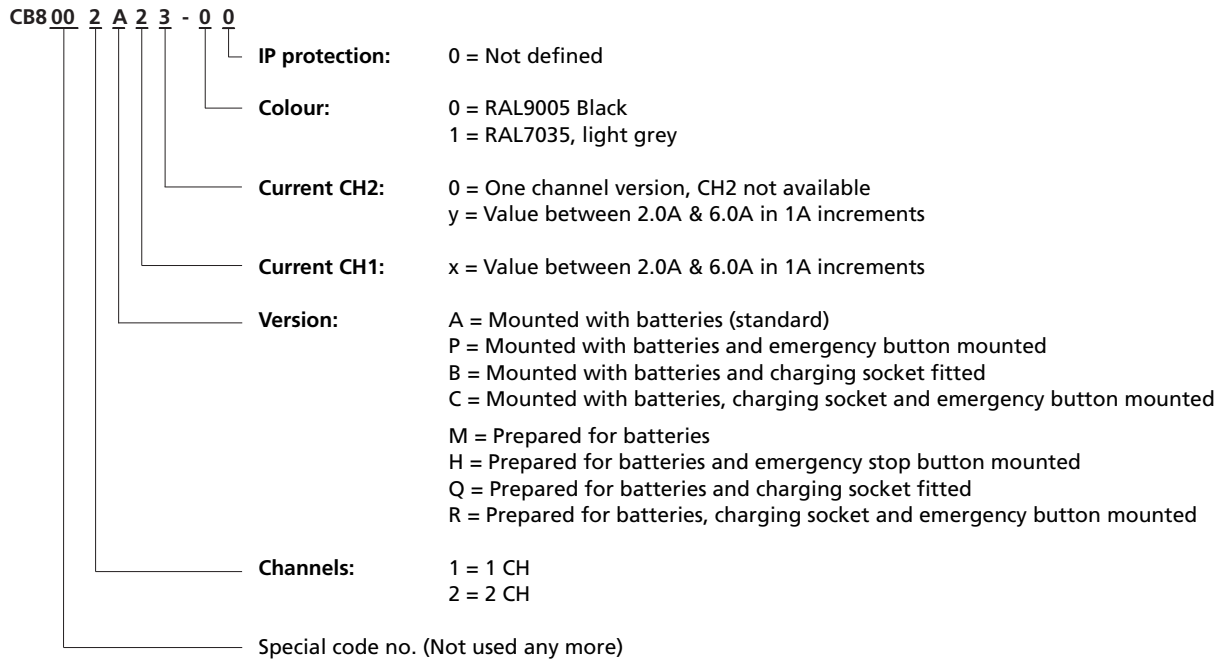 CB8 00 2 A 2 3 - 0 0
IP protection: 0 = Not defined
Colour: 0 = RAL9005 Black
1 = RAL7035, light grey
Current CH2: 0 = One channel version, CH2 not available
y = Value between 2.0A & 6.0A in 1A increments
Current CH1: x = Value between 2.0A & 6.0A in 1A increments
Version: A = Mounted with batteries (standard)
P = Mounted with batteries and emergency button mounted
B = Mounted with batteries and charging socket fitted
C = Mounted with batteries, charging socket and emergency button mounted
M = Prepared for batteries
H = Prepared for batteries and emergency stop button mounted
Q = Prepared for batteries and charging socket fitted
R = Prepared for batteries, charging socket and emergency button mounted
Channels: 1 = 1 CH
2 = 2 CH
Special code no. (Not used any more)